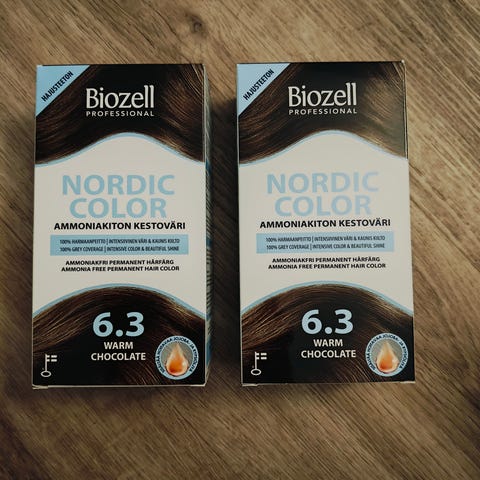 HAJUSTEETON
Biozell
PROFESSIONAL
NORDIC
COLOR
AMMONIAKITON KESTOVÄRI
100% HARMAANPEITTO | INTENSIIVINEN VÄRI & KAUNIS KIILTO
100% GREY COVERAGE | INTENSIVE COLOR & BEAUTIFUL SHINE
AMMONIAKFRI PERMANENT HÅRFÄRG
AMMONIA FREE PERMANENT HAIR COLOR
6.3
WARM
CHOCOLATE
HAJUSTEETON
Biozell
PROFESSIONAL
NORDIC
COLOR
AMMONIAKITON KESTOVÄRI
100% HARMAANPEITTO | INTENSIIVINEN VÄRI & KAUNIS KIILTO
100% GREY COVERAGE | INTENSIVE COLOR & BEAUTIFUL SHINE
AMMONIAKFRI PERMANENT HÅRFÄRG
AMMONIA FREE PERMANENT HAIR COLOR
6.3
WARM
CHOCOLATE